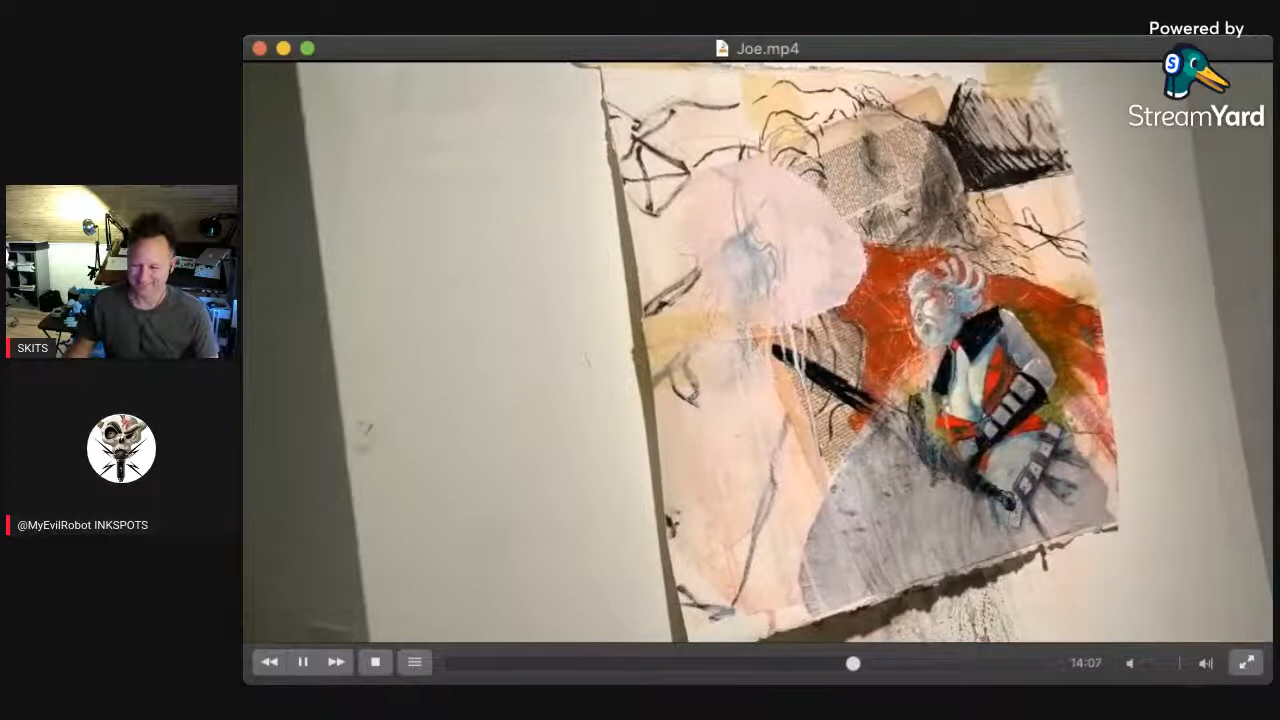 Joe.mp4
Powered by
StreamYard
S
SKITS
@MyEvilRobot INKSPOTS
14:07